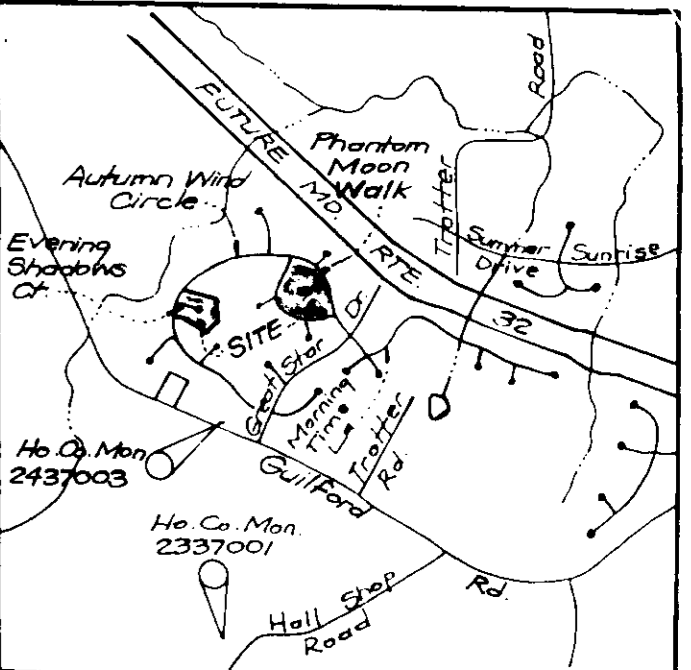 Road
FUTURE MD. RTE 32
Phantom
Moon
Walk
Autumn Wind
Circle
Trotter
Evening
Shadows
Ct
Summer
Drive
Sunrise
SITE
Great Star Dr.
Morning
Time
Ln
Trotter
Rd.
Ho. Co. Mon
2437003
Guilford Rd.
Ho. Co. Mon.
2337001
Hall Shop
Road